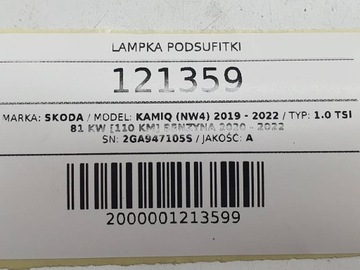 LAMPKA PODSUFITKI
121359
MARKA: SKODA / MODEL: KAMIQ (NW4) 2019 - 2022 / TYP: 1.0 TSI
81 KW [110 KM] BENZYNA 2020 - 2022
SN: 2GA947105S / JAKOŚĆ: A
2000001213599